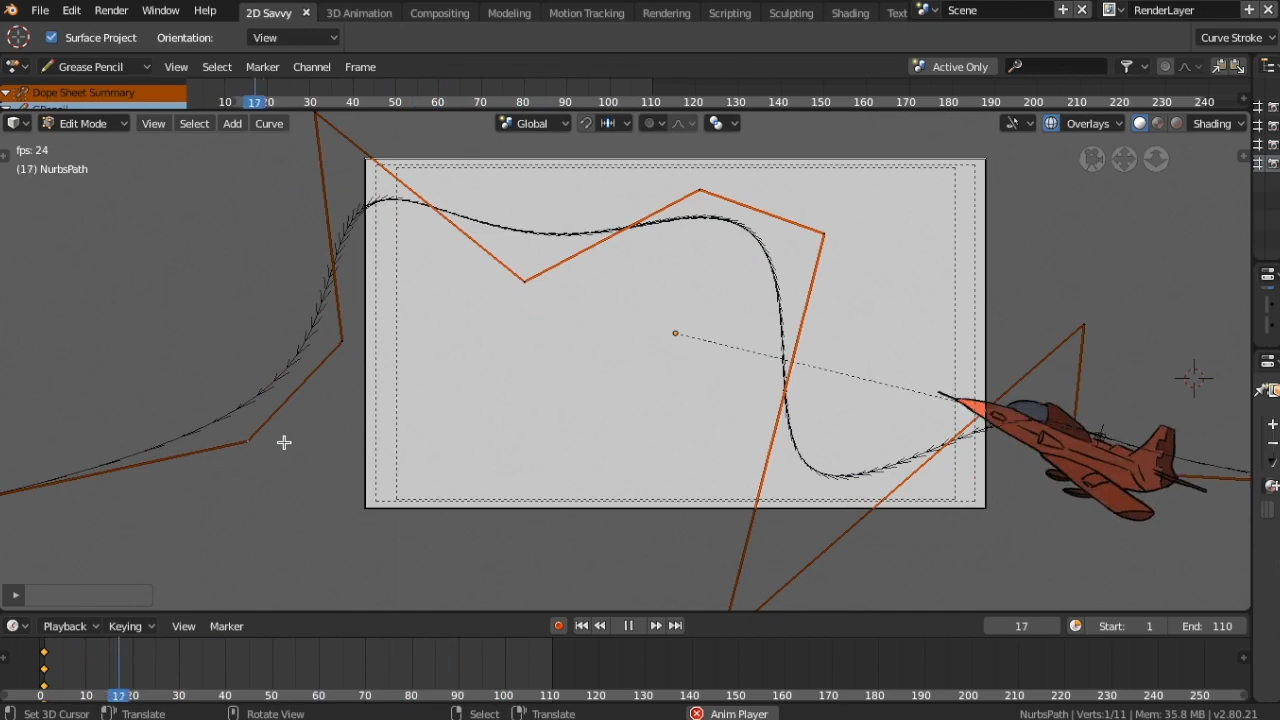 File Edit Render Window Help 2D Savvy 3D Animation Compositing Modeling Motion Tracking Rendering Scripting Sculpting Shading Text Scene RenderLayer
Surface Project Orientation: View Curve Stroke
Grease Pencil View Select Marker Channel Frame Active Only
Dope Sheet Summary
10 17 20 30 40 50 60 70 80 90 100 110 120 130 140 150 160 170 180 190 200 210 220 230 240
Edit Mode View Select Add Curve Global Overlays Shading
fps: 24
(17) NurbsPath
Playback Keying View Marker 17 Start: 1 End: 110
0 10 17 20 30 40 50 60 70 80 90 100 110 120 130 140 150 160 170 180 190 200 210 220 230 240 250
Set 3D Cursor Translate Rotate View Select Translate Anim Player NurbsPath | Verts:1/11 | Mem: 35.8 MB | v2.80.21